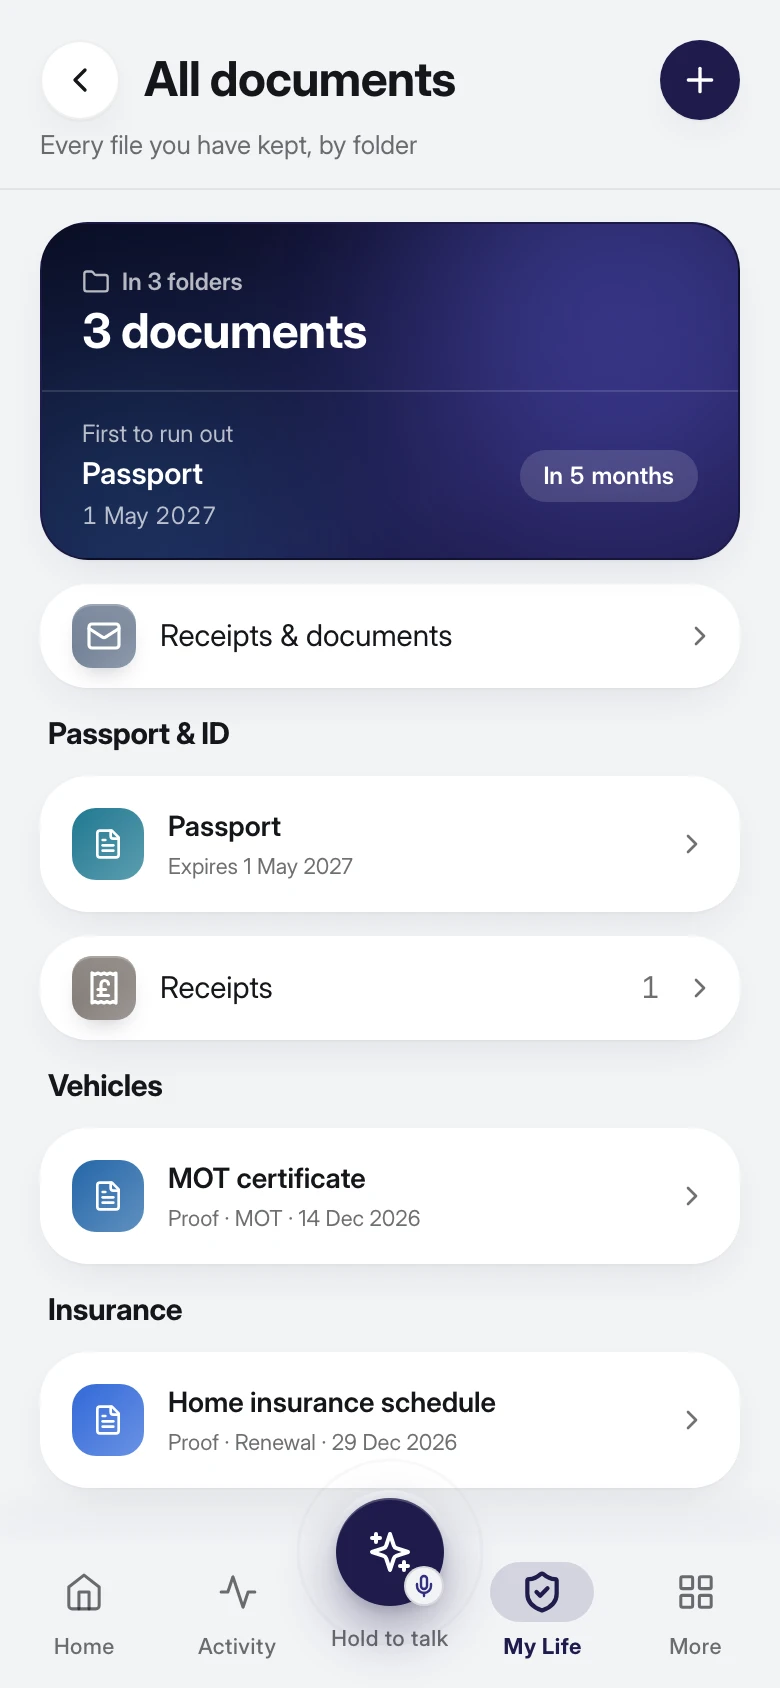 All documents
Every file you have kept, by folder
In 3 folders
3 documents
First to run out
Passport
In 5 months
1 May 2027
Receipts & documents
Passport & ID
Passport
Expires 1 May 2027
Receipts 1
Vehicles
MOT certificate
Proof · MOT · 14 Dec 2026
Insurance
Home insurance schedule
Proof · Renewal · 29 Dec 2026
Home
Activity
Hold to talk
My Life
More